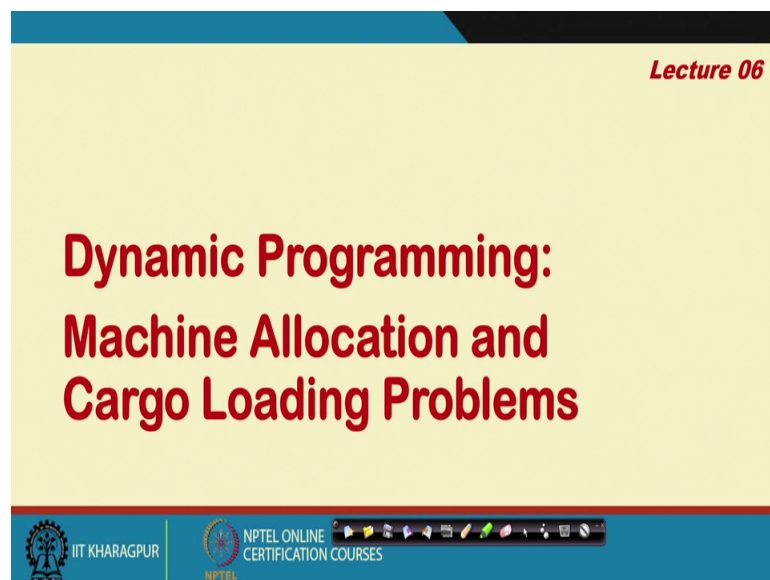 Lecture 06
Dynamic Programming:
Machine Allocation and
Cargo Loading Problems
IIT KHARAGPUR
NPTEL ONLINE
CERTIFICATION COURSES
NPTEL